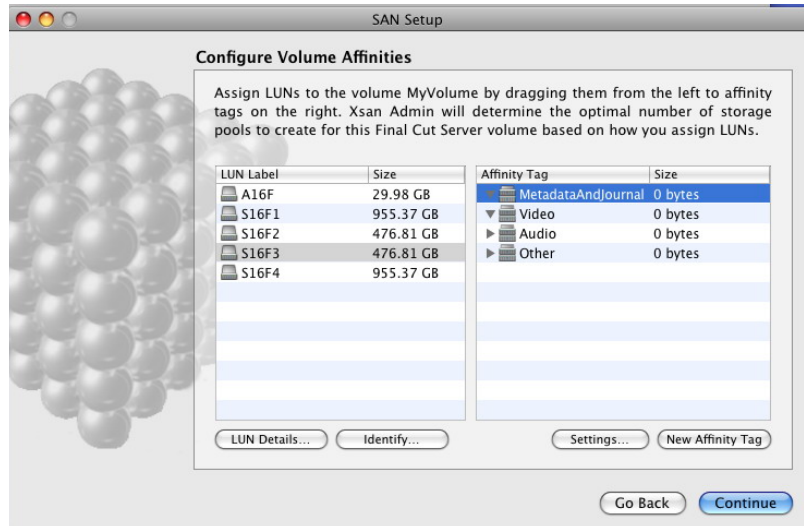 SAN Setup
Configure Volume Affinities
Assign LUNs to the volume MyVolume by dragging them from the left to affinity
tags on the right. Xsan Admin will determine the optimal number of storage
pools to create for this Final Cut Server volume based on how you assign LUNs.
LUN Label Size Affinity Tag Size
A16F 29.98 GB MetadataAndJournal 0 bytes
S16F1 955.37 GB Video 0 bytes
S16F2 476.81 GB Audio 0 bytes
S16F3 476.81 GB Other 0 bytes
S16F4 955.37 GB
LUN Details... Identify... Settings... New Affinity Tag
Go Back Continue